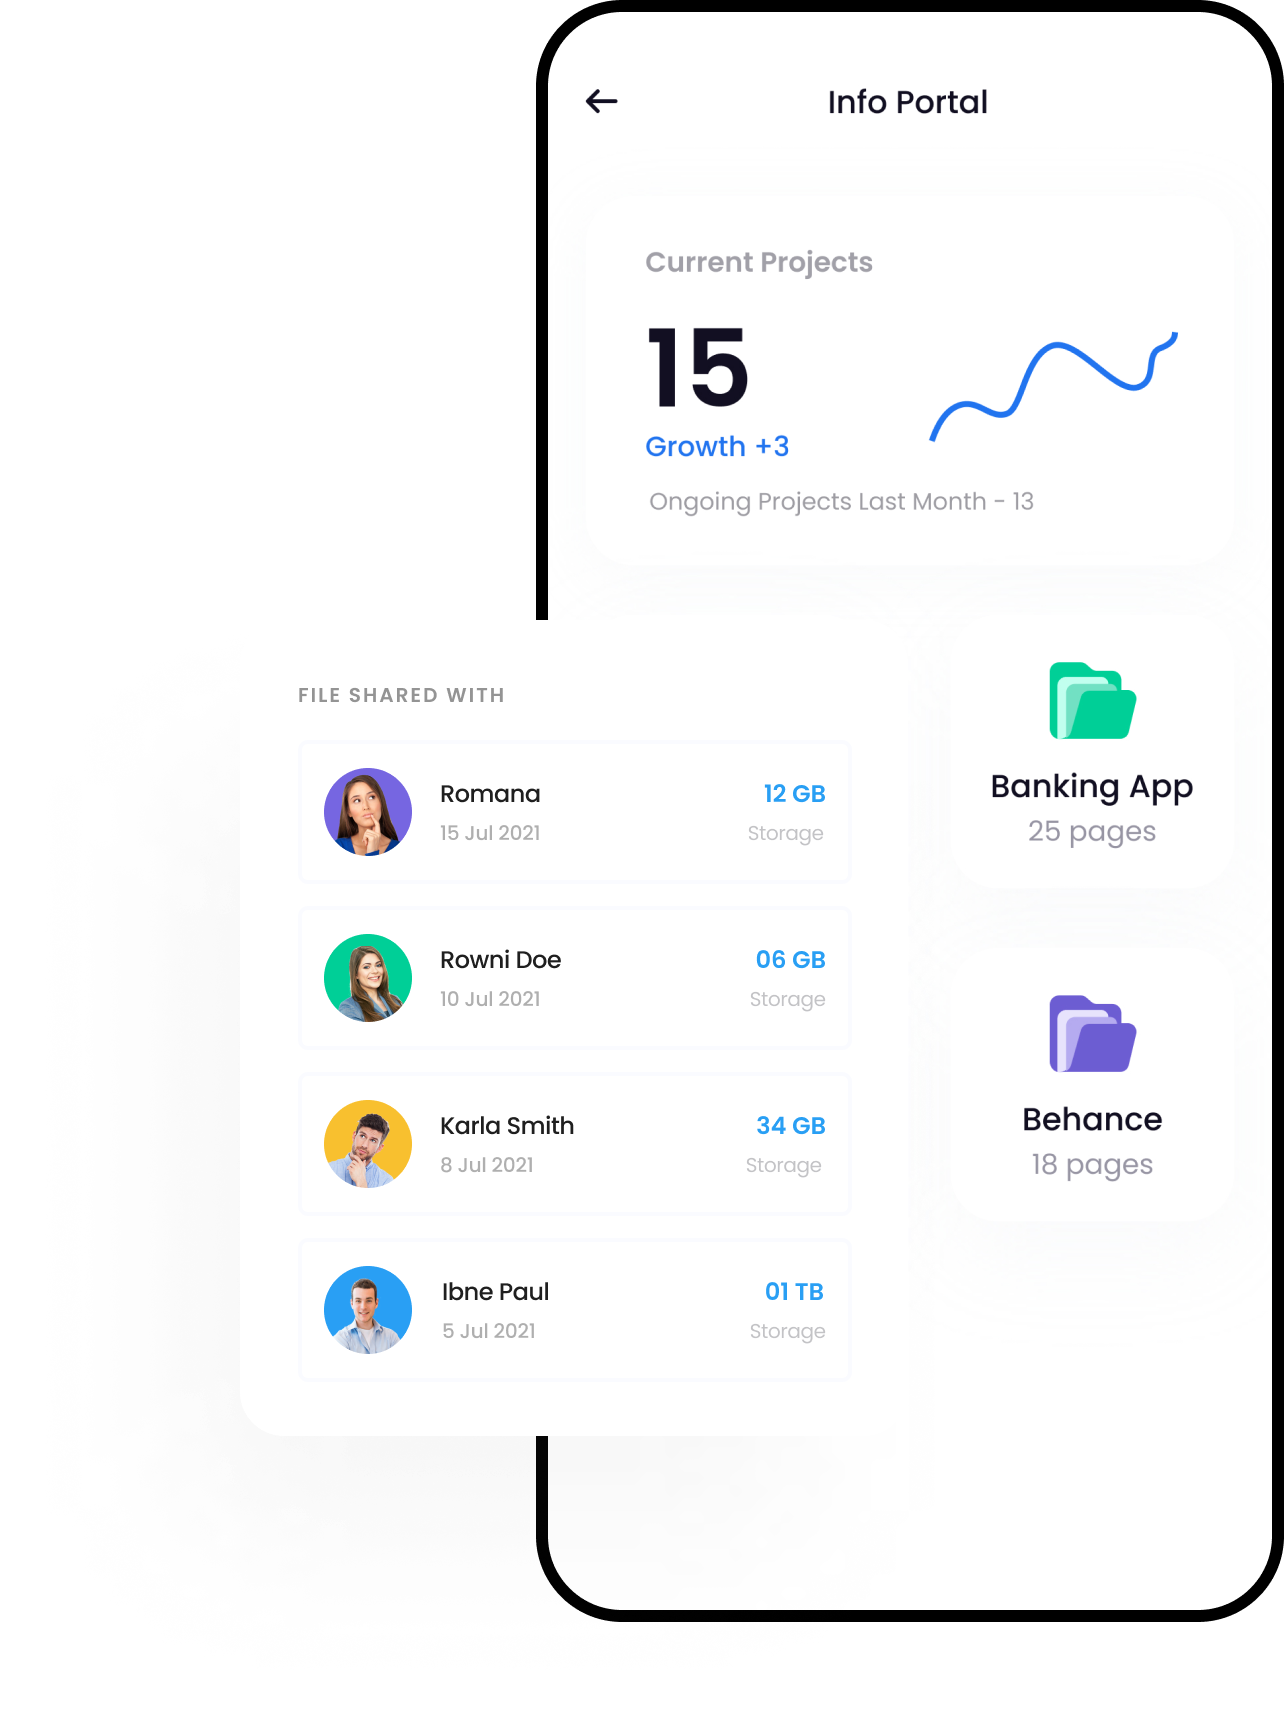 Info Portal
Current Projects
15
Growth +3
Ongoing Projects Last Month - 13
FILE SHARED WITH
Romana
12 GB
15 Jul 2021
Storage
Rowni Doe
06 GB
10 Jul 2021
Storage
Karla Smith
34 GB
8 Jul 2021
Storage
Ibne Paul
01 TB
5 Jul 2021
Storage
Banking App
25 pages
Behance
18 pages